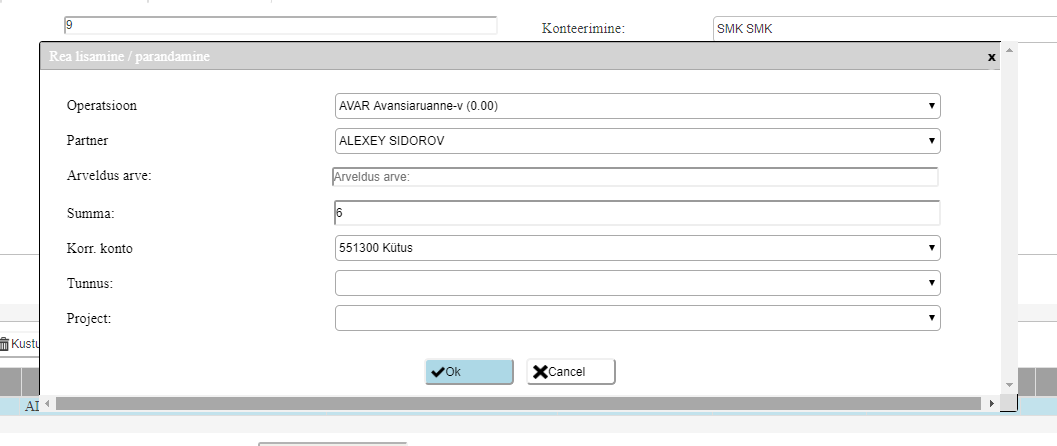 9
Konteerimine:
SMK SMK
Rea lisamine / parandamine
x
Operatsioon
AVAR Avansiaruanne-v (0.00)
Partner
ALEXEY SIDOROV
Arveldus arve:
Arveldus arve:
Summa:
6
Korr. konto
551300 Kütus
Tunnus:
Project:
Kustu
Ok
Cancel